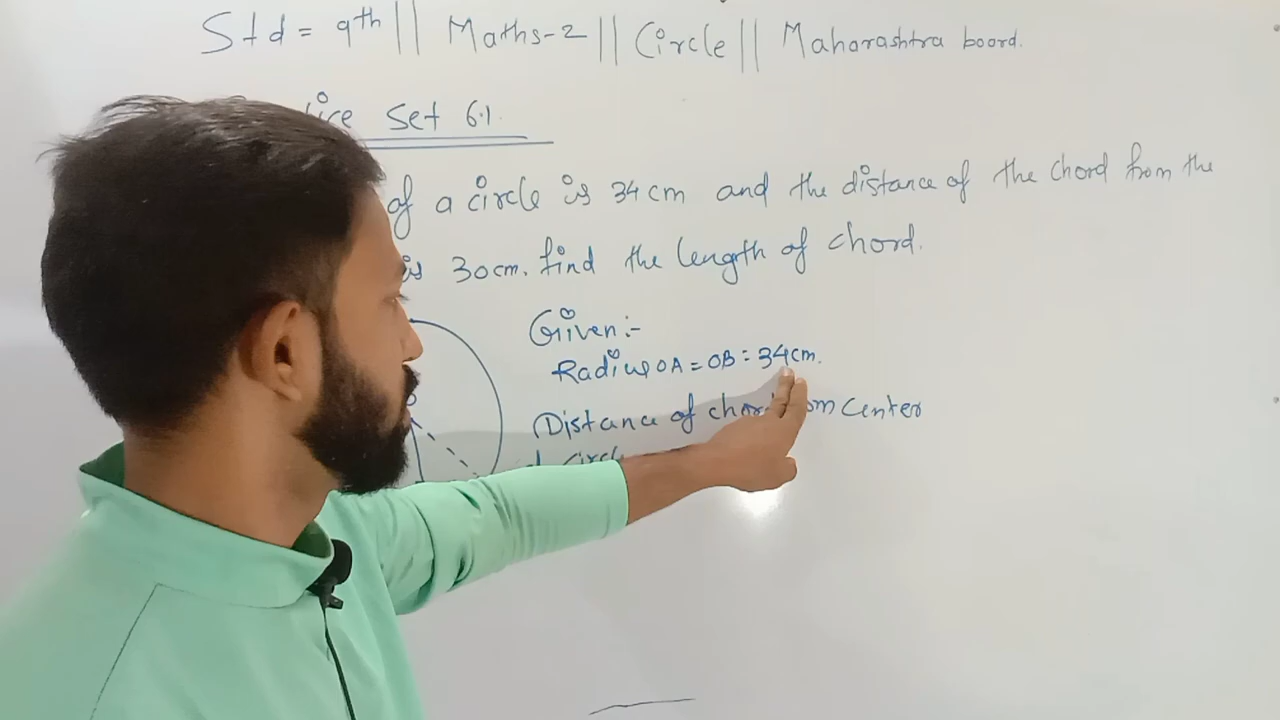 Std = 9th || Maths-2 || Circle || Maharashtra board.
Set 6.1
of a circle is 34 cm and the distance of the chord from the
is 30cm. find the length of chord.
Given:-
Radius OA = OB = 34cm.
Distance of chord from Center
circle